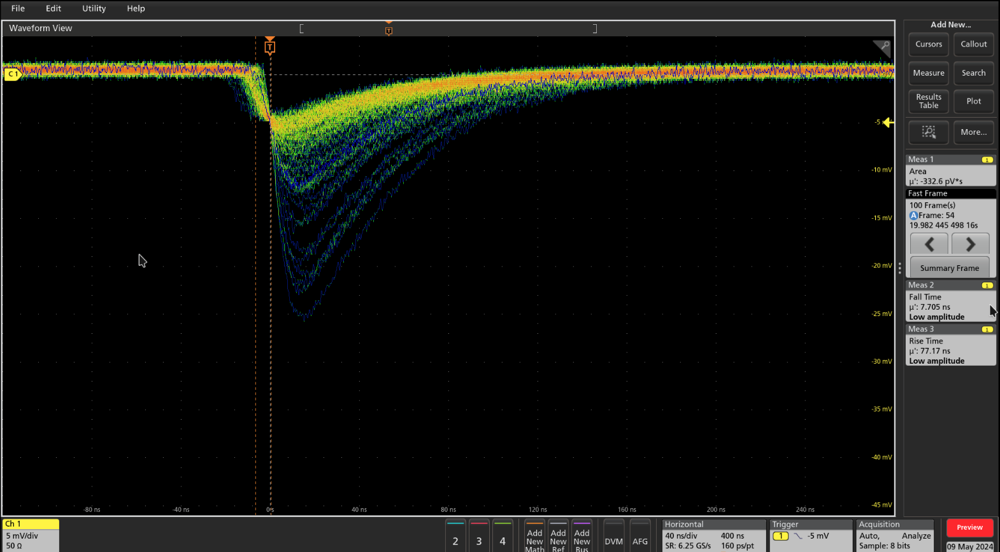 File Edit Utility Help
Waveform View
T
T
C 1
-5
-10 mV
-15 mV
-20 mV
-25 mV
-30 mV
-35 mV
-40 mV
-45 mV
-80 ns -40 ns 0s 40 ns 80 ns 120 ns 160 ns 200 ns 240 ns
Add New...
Cursors Callout
Measure Search
Results Table Plot
More...
Meas 1 1
Area
µ': -332.6 pV*s
Fast Frame
100 Frame(s)
A Frame: 54
19.982 445 498 16s
Summary Frame
Meas 2 1
Fall Time
µ': 7.705 ns
Low amplitude
Meas 3 1
Rise Time
µ': 77.17 ns
Low amplitude
Ch 1
5 mV/div
50 Ω
2 3 4
Add New Math
Add New Ref
Add New Bus
DVM AFG
Horizontal
40 ns/div 400 ns
SR: 6.25 GS/s 160 ps/pt
Trigger
1 -5 mV
Acquisition
Auto, Analyze
Sample: 8 bits
Preview
09 May 2024